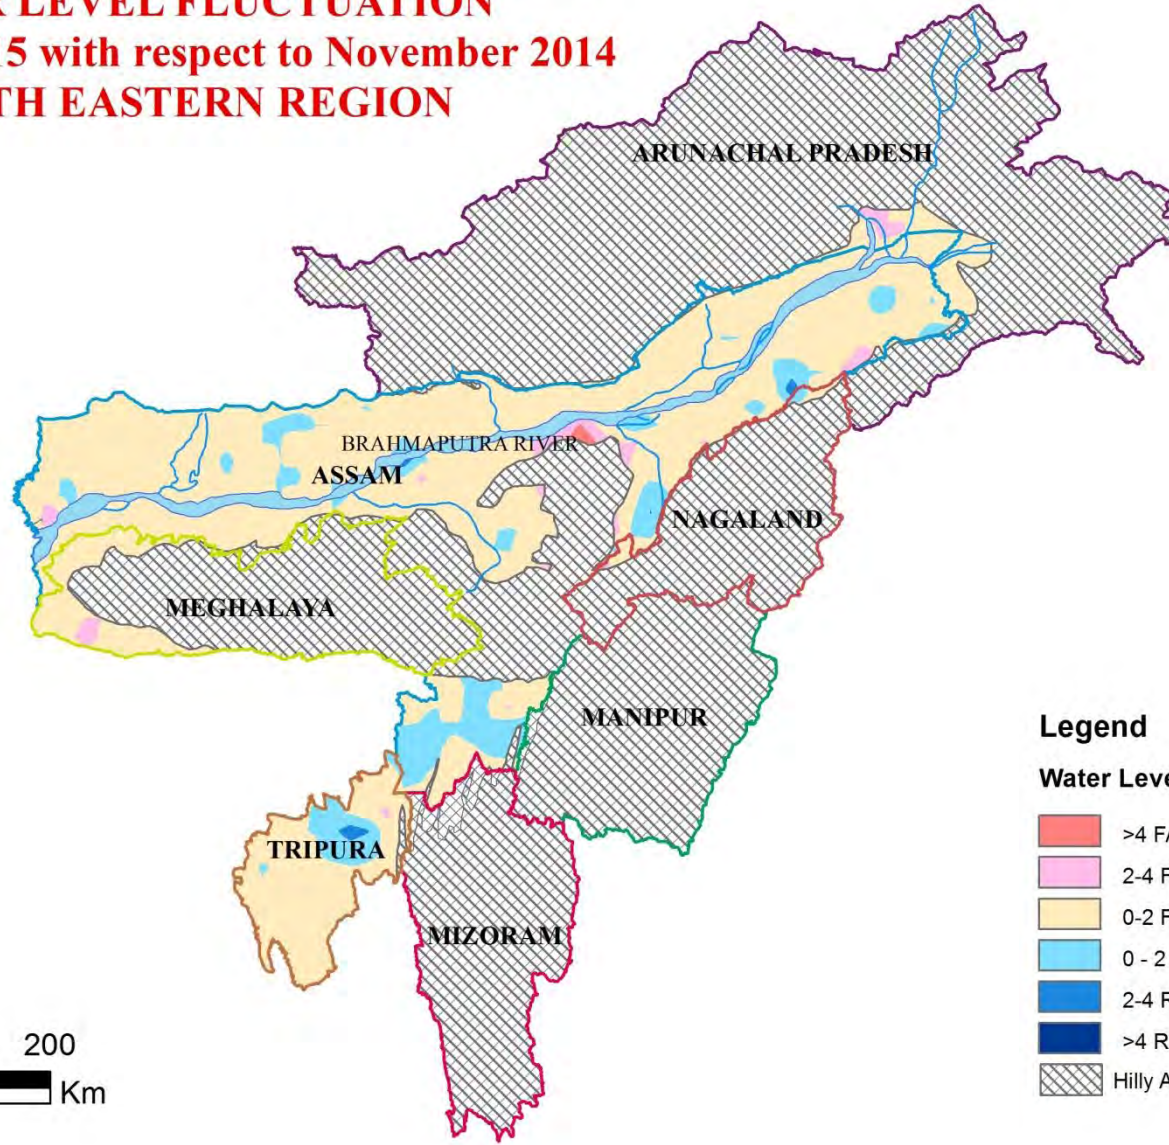 LEVEL FLUCTUATION
15 with respect to November 2014
TH EASTERN REGION
ARUNACHAL PRADESH
BRAHMAPUTRA RIVER
ASSAM
NAGALAND
MEGHALAYA
MANIPUR
TRIPURA
MIZORAM
Legend
Water Leve
>4 FA
2-4 F
0-2 F
0 - 2
2-4 R
>4 R
Hilly A
200
Km